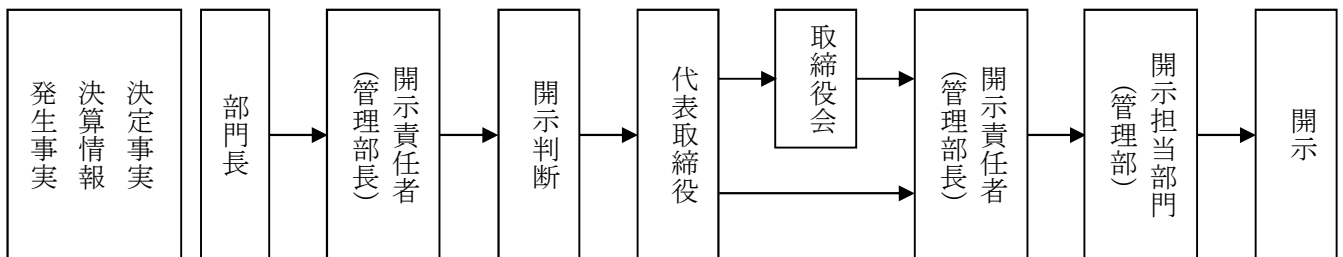 決定事実
決算情報
発生事実
部門長
開示責任者
(管理部長)
開示判断
代表取締役
取締役会
開示責任者
(管理部長)
開示担当部門
(管理部)
開示